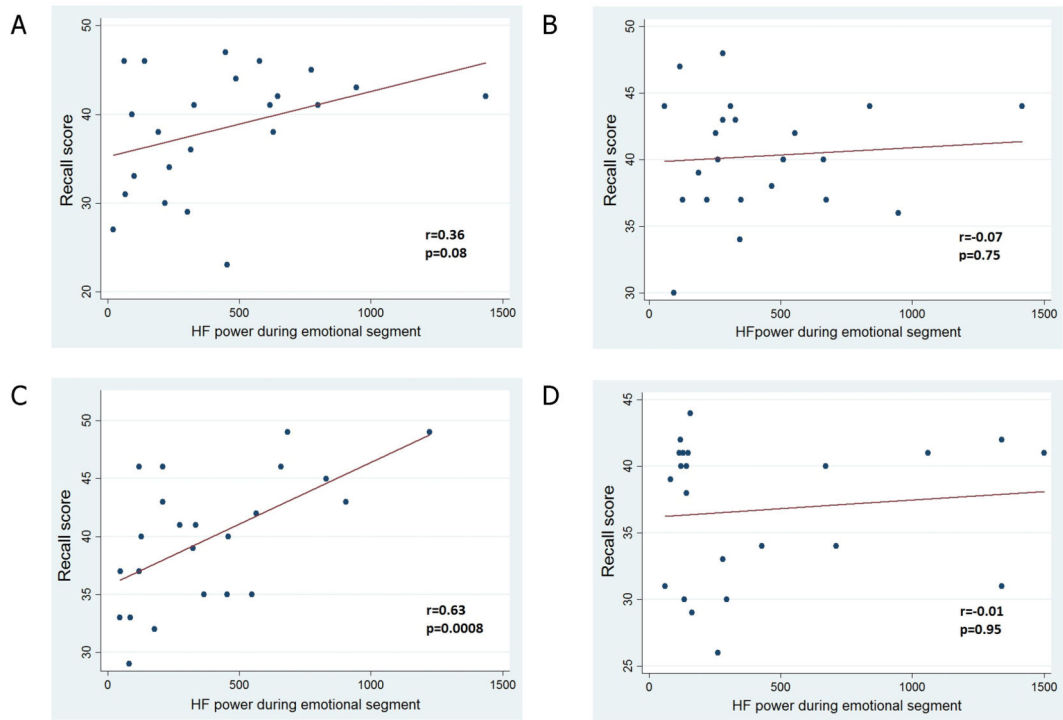 A
Recall score
50
40
30
20
r=0.36
p=0.08
0
500
1000
1500
HF power during emotional segment
B
Recall score
50
45
40
35
30
r=-0.07
p=0.75
0
500
1000
1500
HFpower during emotional segment
C
Recall score
50
45
40
35
30
r=0.63
p=0.0008
0
500
1000
1500
HF power during emotional segment
D
Recall score
45
40
35
30
25
r=-0.01
p=0.95
0
500
1000
1500
HF power during emotional segment